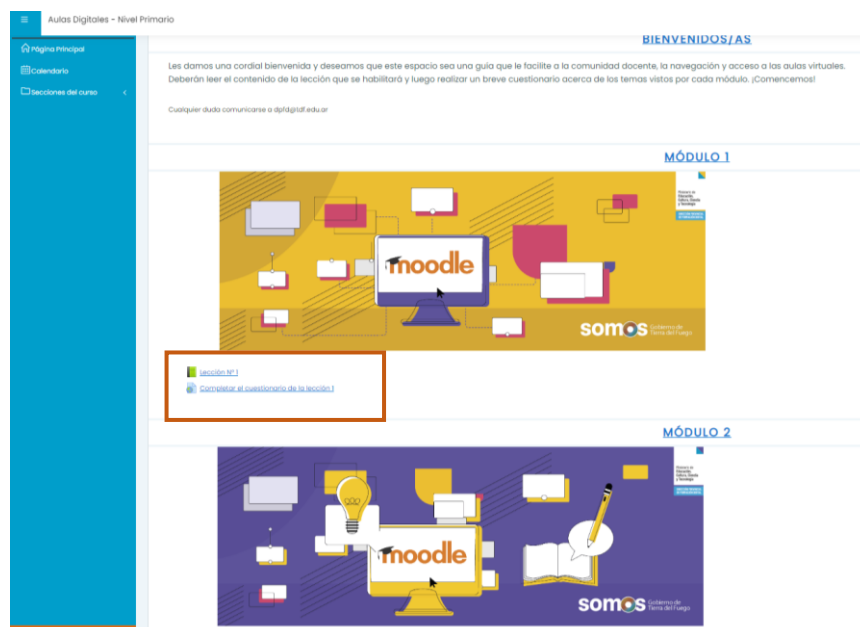 Aulas Digitales - Nivel Primario
Página Principal
Calendario
Secciones del curso
BIENVENIDOS/AS
Les damos una cordial bienvenida y deseamos que este espacio sea una guía que le facilite a la comunidad docente, la navegación y acceso a las aulas virtuales.
Deberán leer el contenido de la lección que se habilitará y luego realizar un breve cuestionario acerca de los temas vistos por cada módulo. ¡Comencemos!
Cualquier duda comunicarse a dpfd@tdf.edu.ar
MÓDULO 1
moodle
somos Gobierno de
Tierra del Fuego
Lección N° 1
Completar el cuestionario de la lección 1
MÓDULO 2
moodle
somos Gobierno de
Tierra del Fuego